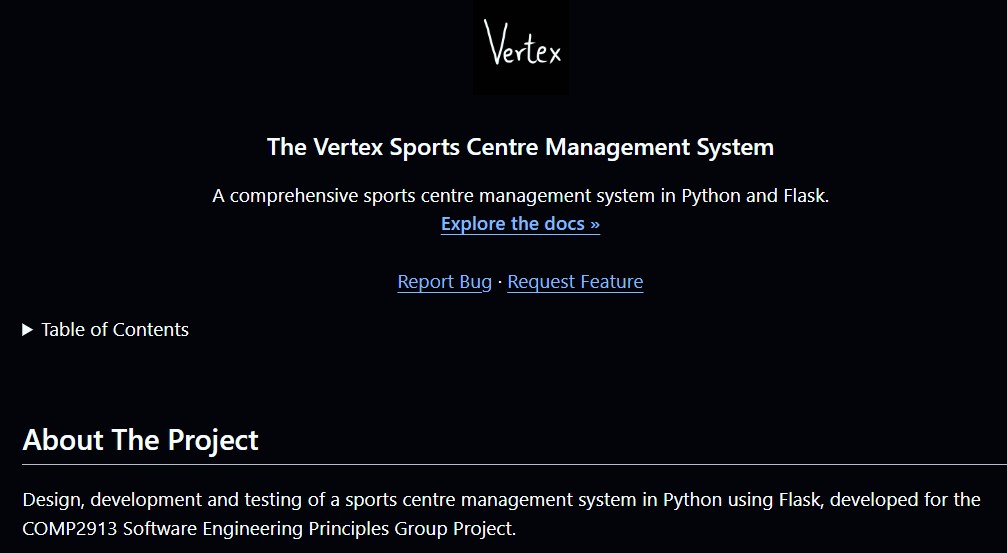 Vertex
The Vertex Sports Centre Management System
A comprehensive sports centre management system in Python and Flask.
Explore the docs »
Report Bug · Request Feature
▶ Table of Contents
About The Project
Design, development and testing of a sports centre management system in Python using Flask, developed for the
COMP2913 Software Engineering Principles Group Project.